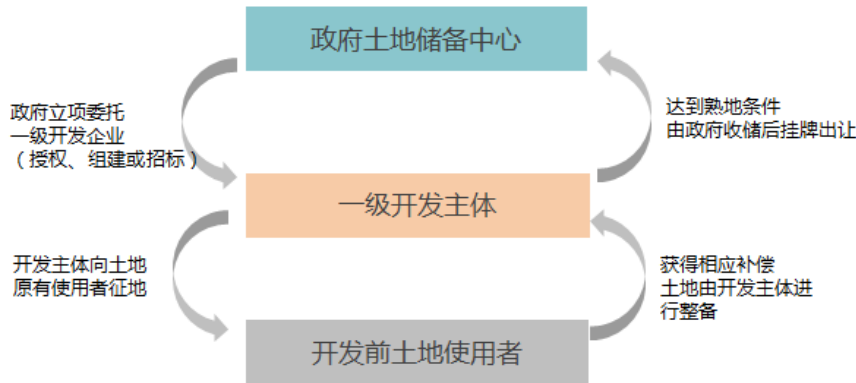 政府土地储备中心
政府立项委托
一级开发企业
（授权、组建或招标）
达到熟地条件
由政府收储后挂牌出让
一级开发主体
开发主体向土地
原有使用者征地
获得相应补偿
土地由开发主体进
行整备
开发前土地使用者